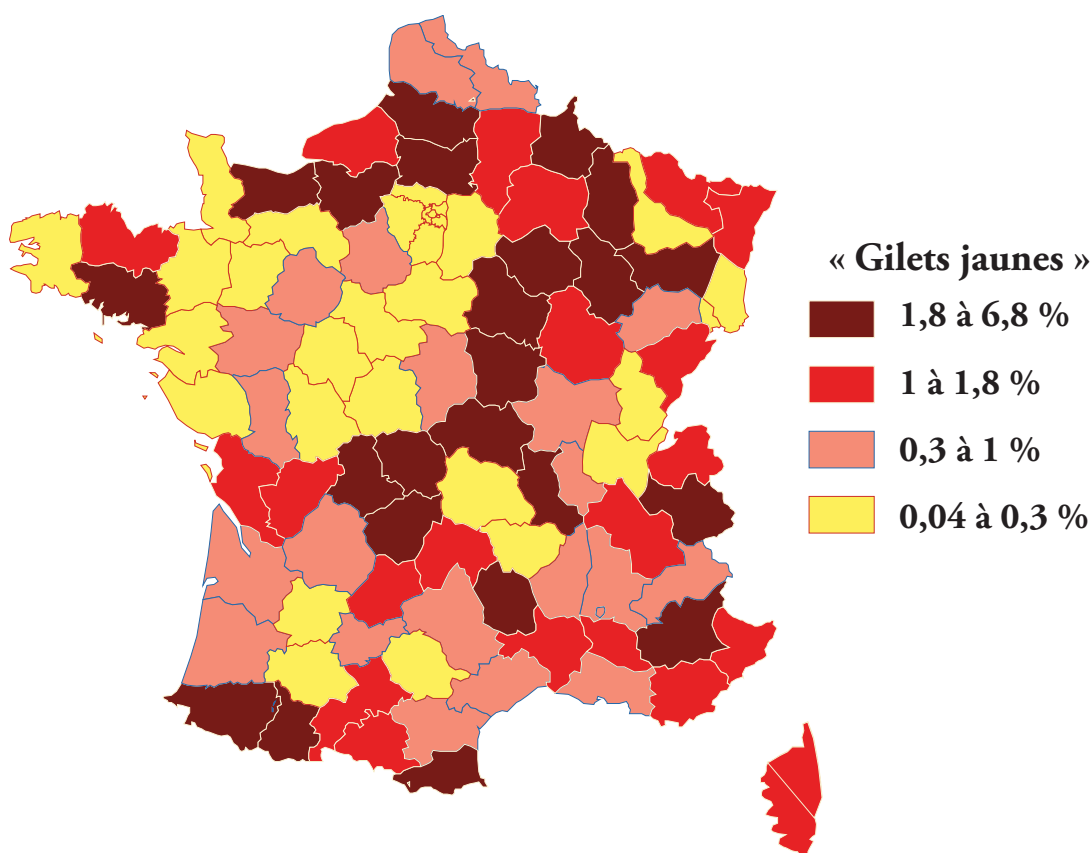 « Gilets jaunes »
1,8 à 6,8 %
1 à 1,8 %
0,3 à 1 %
0,04 à 0,3 %